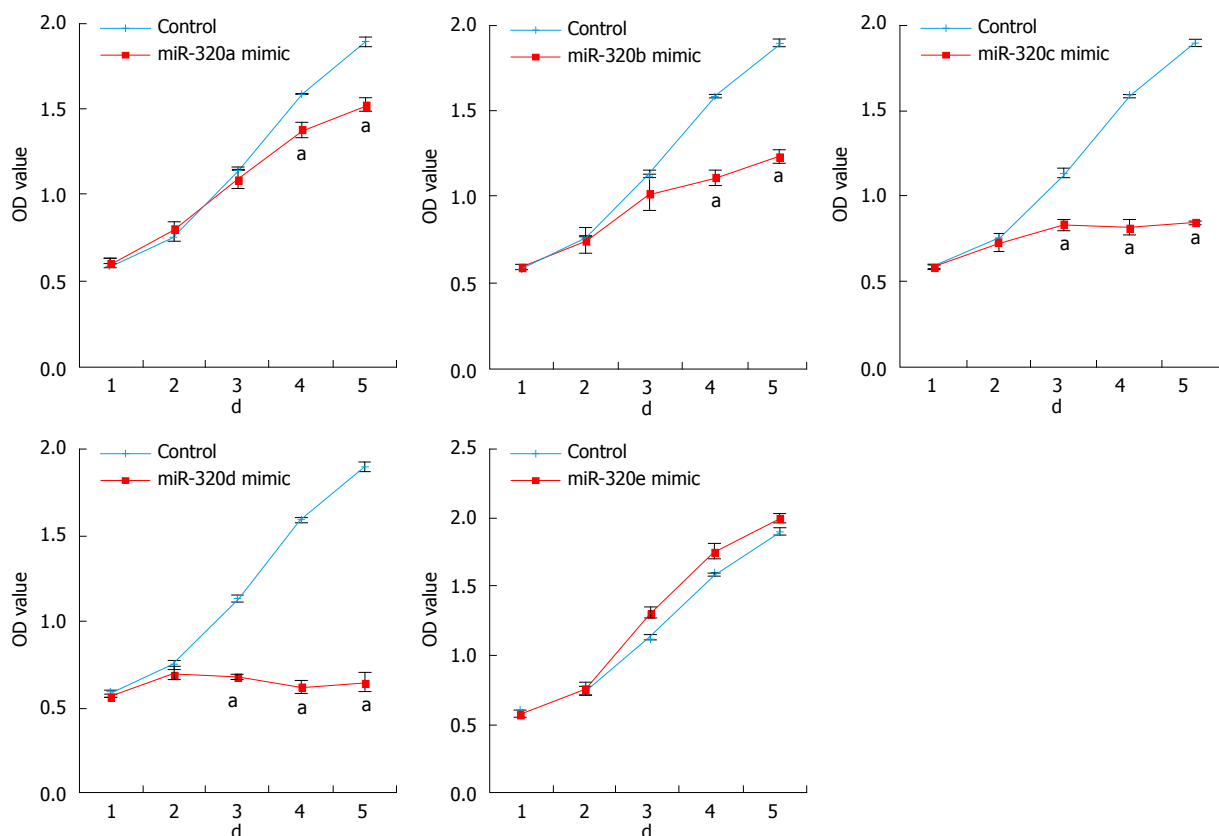 Control
miR-320a mimic
2.0
1.5
1.0
0.5
0.0
OD value
a
a
1 2 3 4 5
d
Control
miR-320b mimic
2.0
1.5
1.0
0.5
0.0
OD value
a
a
1 2 3 4 5
d
Control
miR-320c mimic
2.0
1.5
1.0
0.5
0.0
OD value
a a a
1 2 3 4 5
d
Control
miR-320d mimic
2.0
1.5
1.0
0.5
0.0
OD value
a a a
1 2 3 4 5
d
Control
miR-320e mimic
2.5
2.0
1.5
1.0
0.5
0.0
OD value
1 2 3 4 5
d